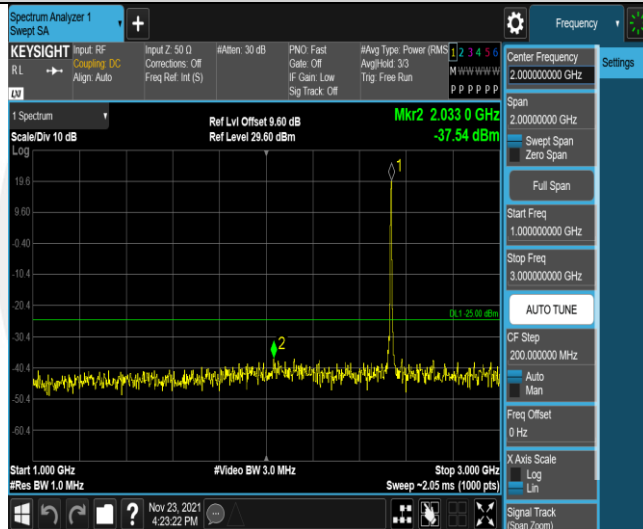 Spectrum Analyzer 1
Swept SA
+
Frequency
KEYSIGHT
RL
LXI
Input: RF
Coupling: DC
Align: Auto
Input Z: 50 Ω
Corrections: Off
Freq Ref: Int (S)
#Atten: 30 dB
PNO: Fast
Gate: Off
IF Gain: Low
Sig Track: Off
#Avg Type: Power (RMS
Avg|Hold: 3/3
Trig: Free Run
1 2 3 4 5 6
M W W W W W
P P P P P P
Center Frequency
2.000000000 GHz
Settings
Span
2.00000000 GHz
Swept Span
Zero Span
Full Span
Start Freq
1.000000000 GHz
Stop Freq
3.000000000 GHz
AUTO TUNE
CF Step
200.000000 MHz
Auto
Man
Freq Offset
0 Hz
X Axis Scale
Log
Lin
Signal Track
(Span Zoom)
1 Spectrum
Scale/Div 10 dB
Ref Lvl Offset 9.60 dB
Ref Level 29.60 dBm
Mkr2 2.033 0 GHz
-37.54 dBm
Log
1
19.6
9.60
-0.40
-10.4
-20.4
DL1 -25.00 dBm
-30.4
2
-40.4
-50.4
-60.4
Start 1.000 GHz
#Res BW 1.0 MHz
#Video BW 3.0 MHz
Stop 3.000 GHz
Sweep ~2.05 ms (1000 pts)
?
Nov 23, 2021
4:23:22 PM